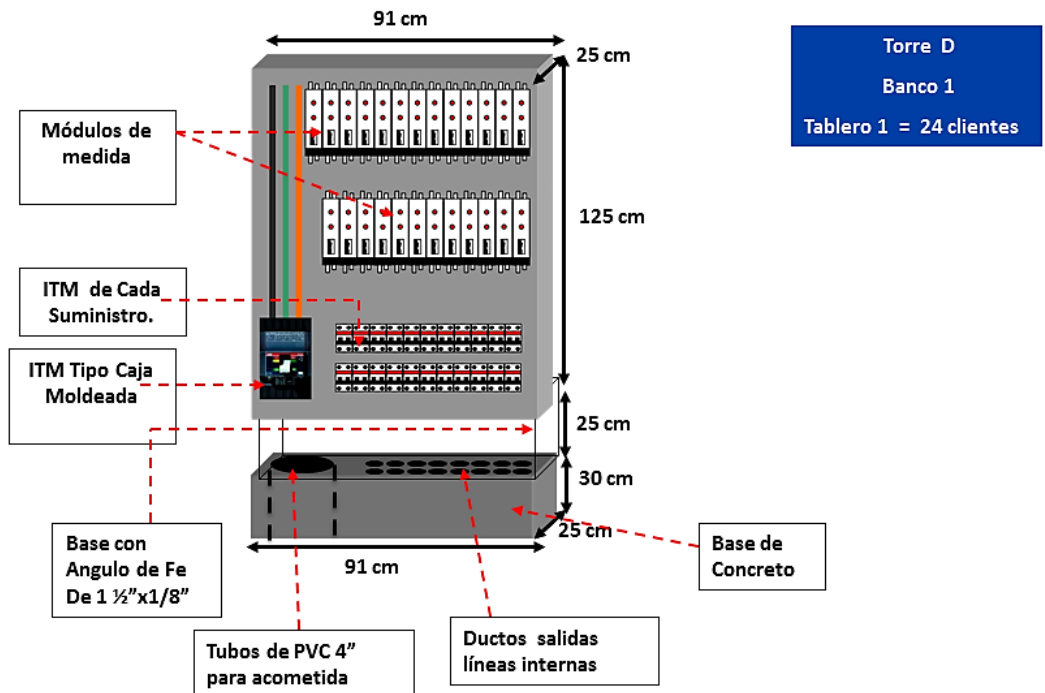 91 cm
25 cm
Torre D
Banco 1
Tablero 1 = 24 clientes
Módulos de
medida
125 cm
ITM de Cada
Suministro.
ITM Tipo Caja
Moldeada
25 cm
30 cm
25 cm
91 cm
Base con
Angulo de Fe
De 1 ½”x1/8”
Base de
Concreto
Tubos de PVC 4”
para acometida
Ductos salidas
líneas internas